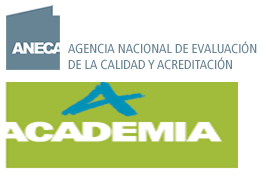 ANECA
AGENCIA NACIONAL DE EVALUACIÓN
DE LA CALIDAD Y ACREDITACIÓN
ACADEMIA